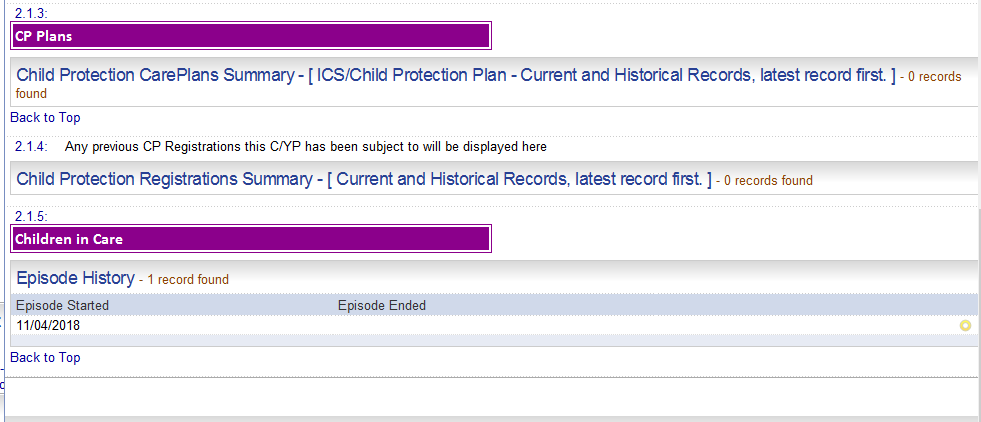 2.1.3:
CP Plans
Child Protection CarePlans Summary - [ ICS/Child Protection Plan - Current and Historical Records, latest record first. ] - 0 records
found
Back to Top
2.1.4: Any previous CP Registrations this C/YP has been subject to will be displayed here
Child Protection Registrations Summary - [ Current and Historical Records, latest record first. ] - 0 records found
2.1.5:
Children in Care
Episode History - 1 record found
Episode Started Episode Ended
11/04/2018
Back to Top